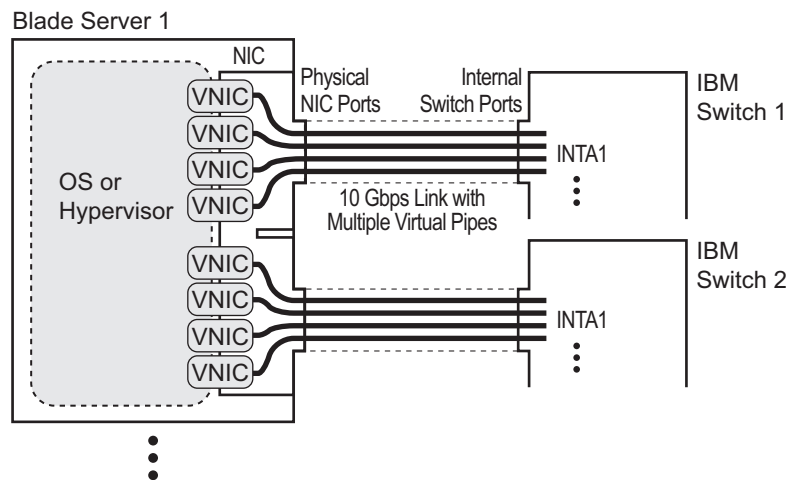 Blade Server 1
NIC
Physical
NIC Ports
Internal
Switch Ports
IBM
Switch 1
VNIC
VNIC
VNIC
VNIC
OS or
Hypervisor
INTA1
10 Gbps Link with
Multiple Virtual Pipes
IBM
Switch 2
VNIC
VNIC
VNIC
VNIC
INTA1